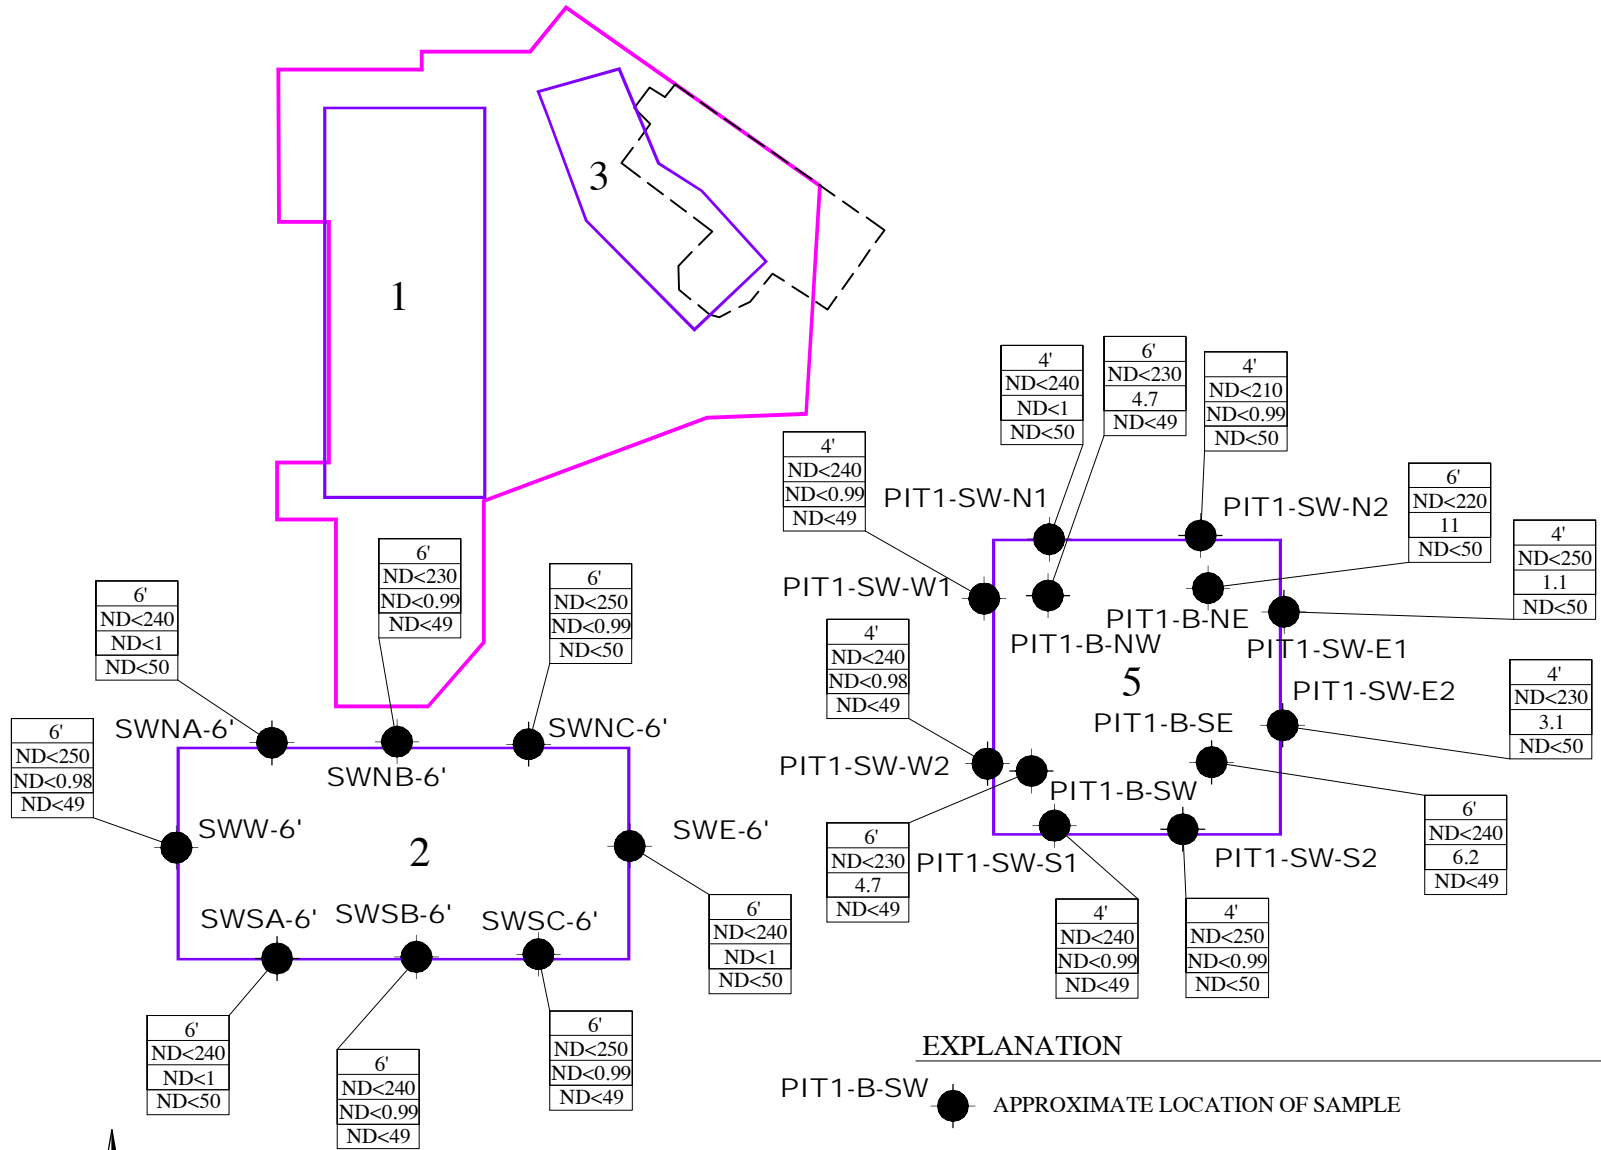 3
1
4'
ND<240
ND<1
ND<50
6'
ND<230
4.7
ND<49
4'
ND<210
ND<0.99
ND<50
4'
ND<240
ND<0.99
ND<49
6'
ND<220
11
ND<50
4'
ND<250
1.1
ND<50
PIT1-SW-N1
PIT1-SW-N2
PIT1-SW-W1
PIT1-B-NW
PIT1-B-NE
PIT1-SW-E1
4'
ND<240
ND<0.98
ND<49
5
PIT1-SW-E2
4'
ND<230
3.1
ND<50
PIT1-B-SE
PIT1-SW-W2
PIT1-B-SW
6'
ND<230
4.7
ND<49
PIT1-SW-S1
PIT1-SW-S2
6'
ND<240
6.2
ND<49
4'
ND<240
ND<0.99
ND<49
4'
ND<250
ND<0.99
ND<50
6'
ND<240
ND<1
ND<50
6'
ND<230
ND<0.99
ND<49
6'
ND<250
ND<0.99
ND<50
6'
ND<250
ND<0.98
ND<49
SWNA-6'
SWNB-6'
SWNC-6'
SWW-6'
2
SWE-6'
SWSA-6'
SWSB-6'
SWSC-6'
6'
ND<240
ND<1
ND<50
6'
ND<240
ND<1
ND<50
6'
ND<240
ND<0.99
ND<49
6'
ND<250
ND<0.99
ND<49
EXPLANATION
PIT1-B-SW
APPROXIMATE LOCATION OF SAMPLE